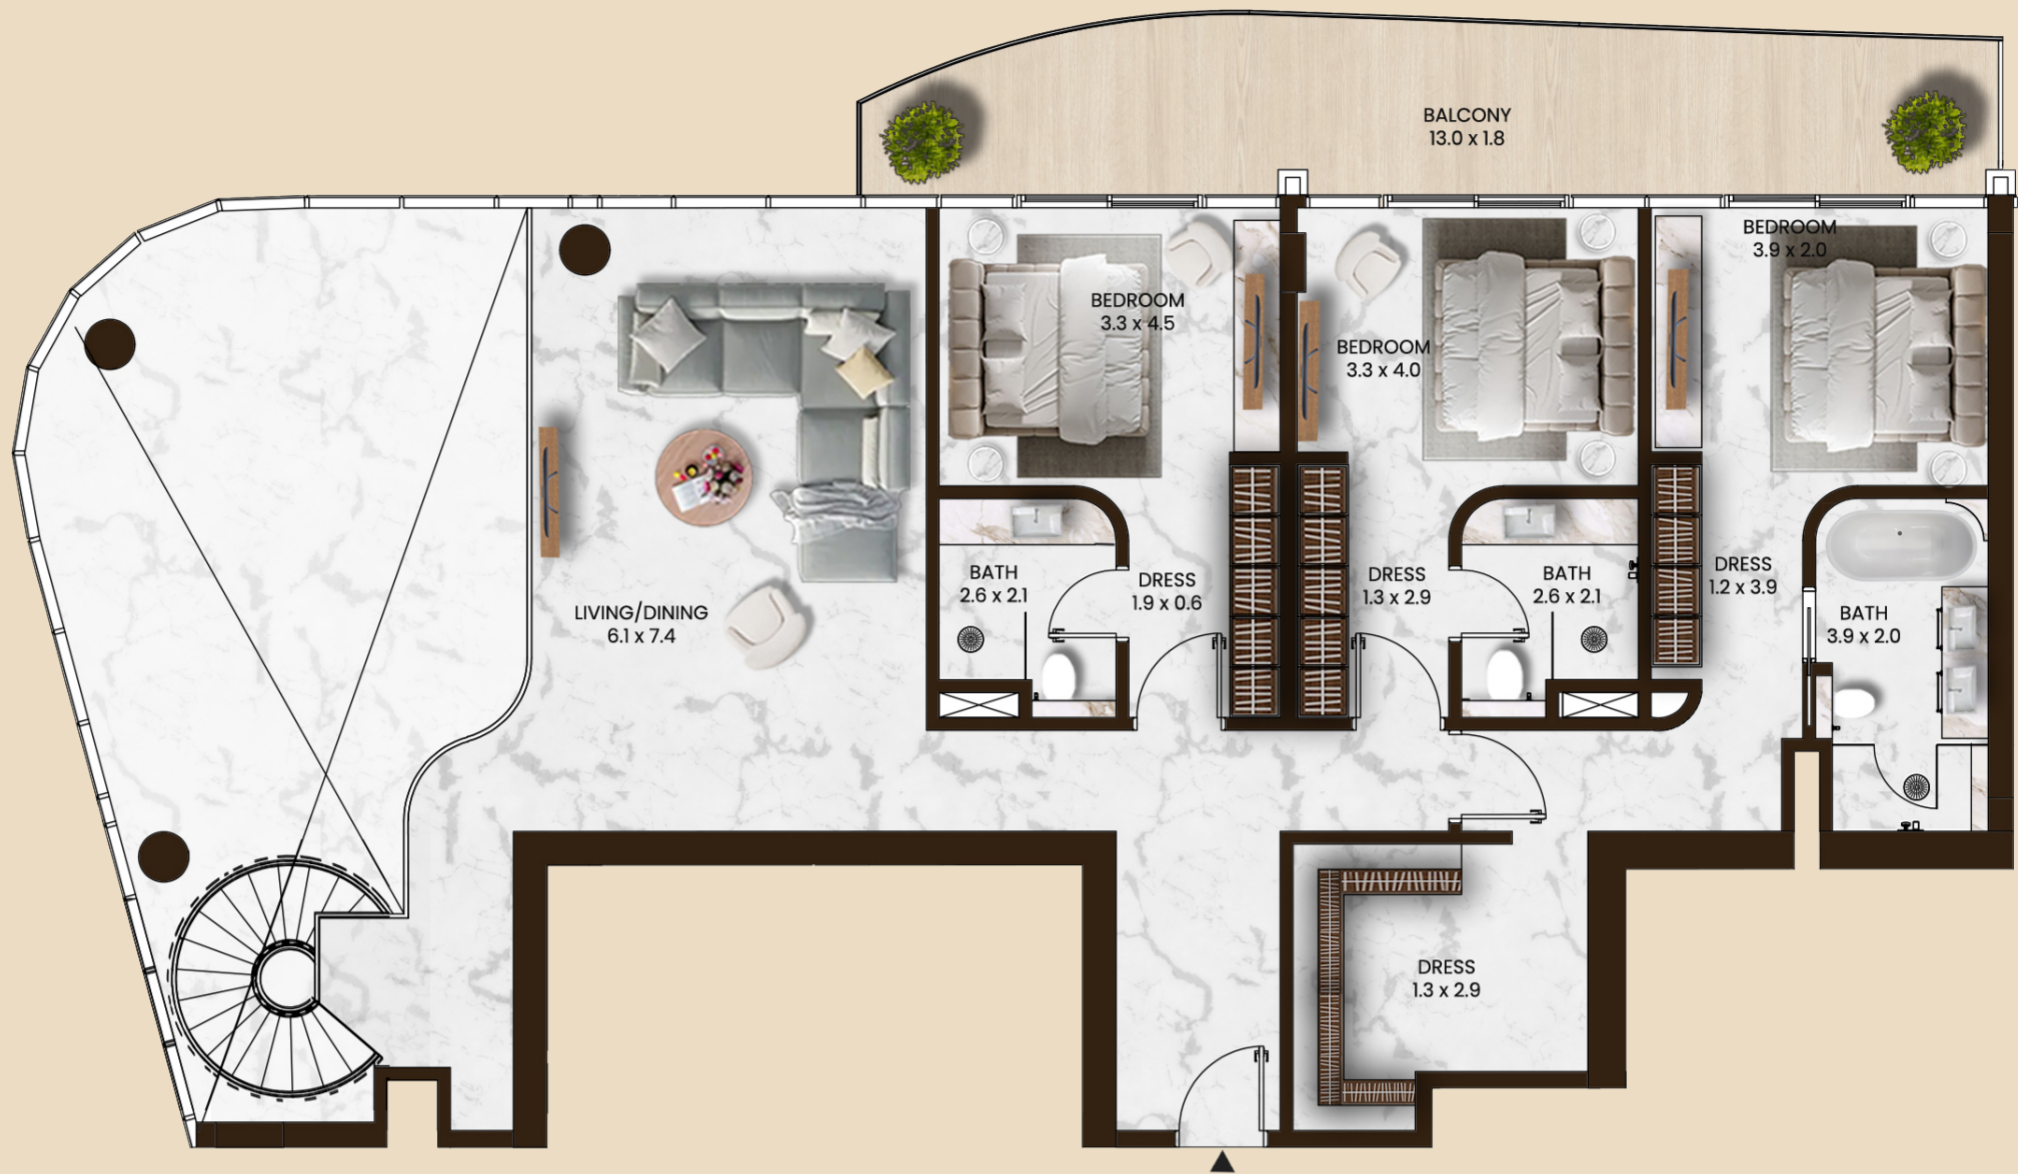 BALCONY
13.0 x 1.8
BEDROOM
3.9 x 2.0
BEDROOM
3.3 x 4.5
BEDROOM
3.3 x 4.0
BATH
2.6 x 2.1
DRESS
1.9 x 0.6
DRESS
1.3 x 2.9
BATH
2.6 x 2.1
DRESS
1.2 x 3.9
BATH
3.9 x 2.0
LIVING/DINING
6.1 x 7.4
DRESS
1.3 x 2.9